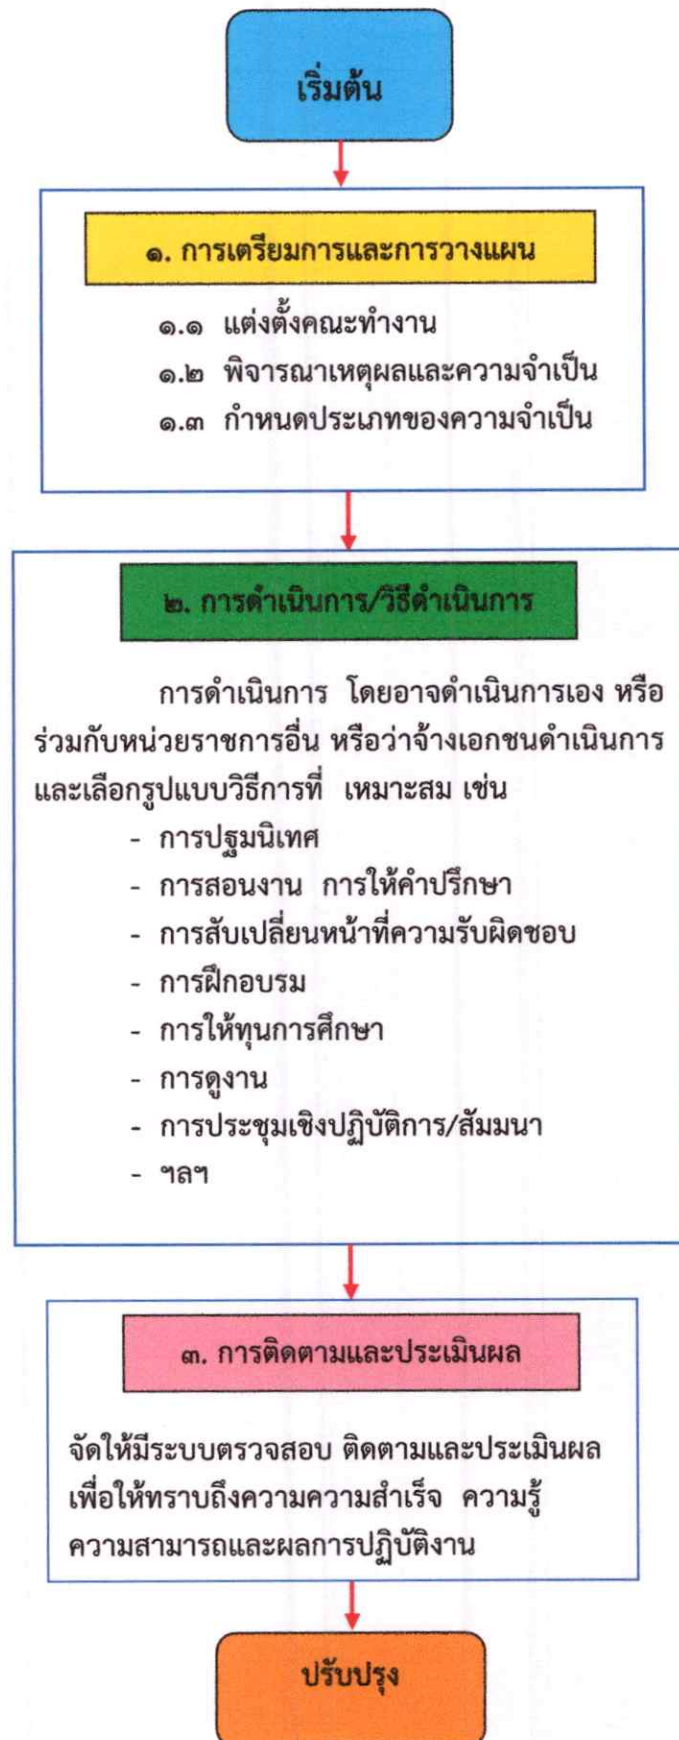 เริ่มต้น
๑. การเตรียมการและการวางแผน
๑.๑ แต่งตั้งคณะทำงาน
๑.๒ พิจารณาเหตุผลและความจำเป็น
๑.๓ กำหนดประเภทของความจำเป็น
๒. การดำเนินการ/วิธีดำเนินการ
การดำเนินการ โดยอาจดำเนินการเอง หรือ
ร่วมกับหน่วยราชการอื่น หรือว่าจ้างเอกชนดำเนินการ
และเลือกรูปแบบวิธีการที่ เหมาะสม เช่น
- การปฐมนิเทศ
- การสอนงาน การให้คำปรึกษา
- การสับเปลี่ยนหน้าที่ความรับผิดชอบ
- การฝึกอบรม
- การให้ทุนการศึกษา
- การดูงาน
- การประชุมเชิงปฏิบัติการ/สัมมนา
- ฯลฯ
๓. การติดตามและประเมินผล
จัดให้มีระบบตรวจสอบ ติดตามและประเมินผล
เพื่อให้ทราบถึงความความสำเร็จ ความรู้
ความสามารถและผลการปฏิบัติงาน
ปรับปรุง